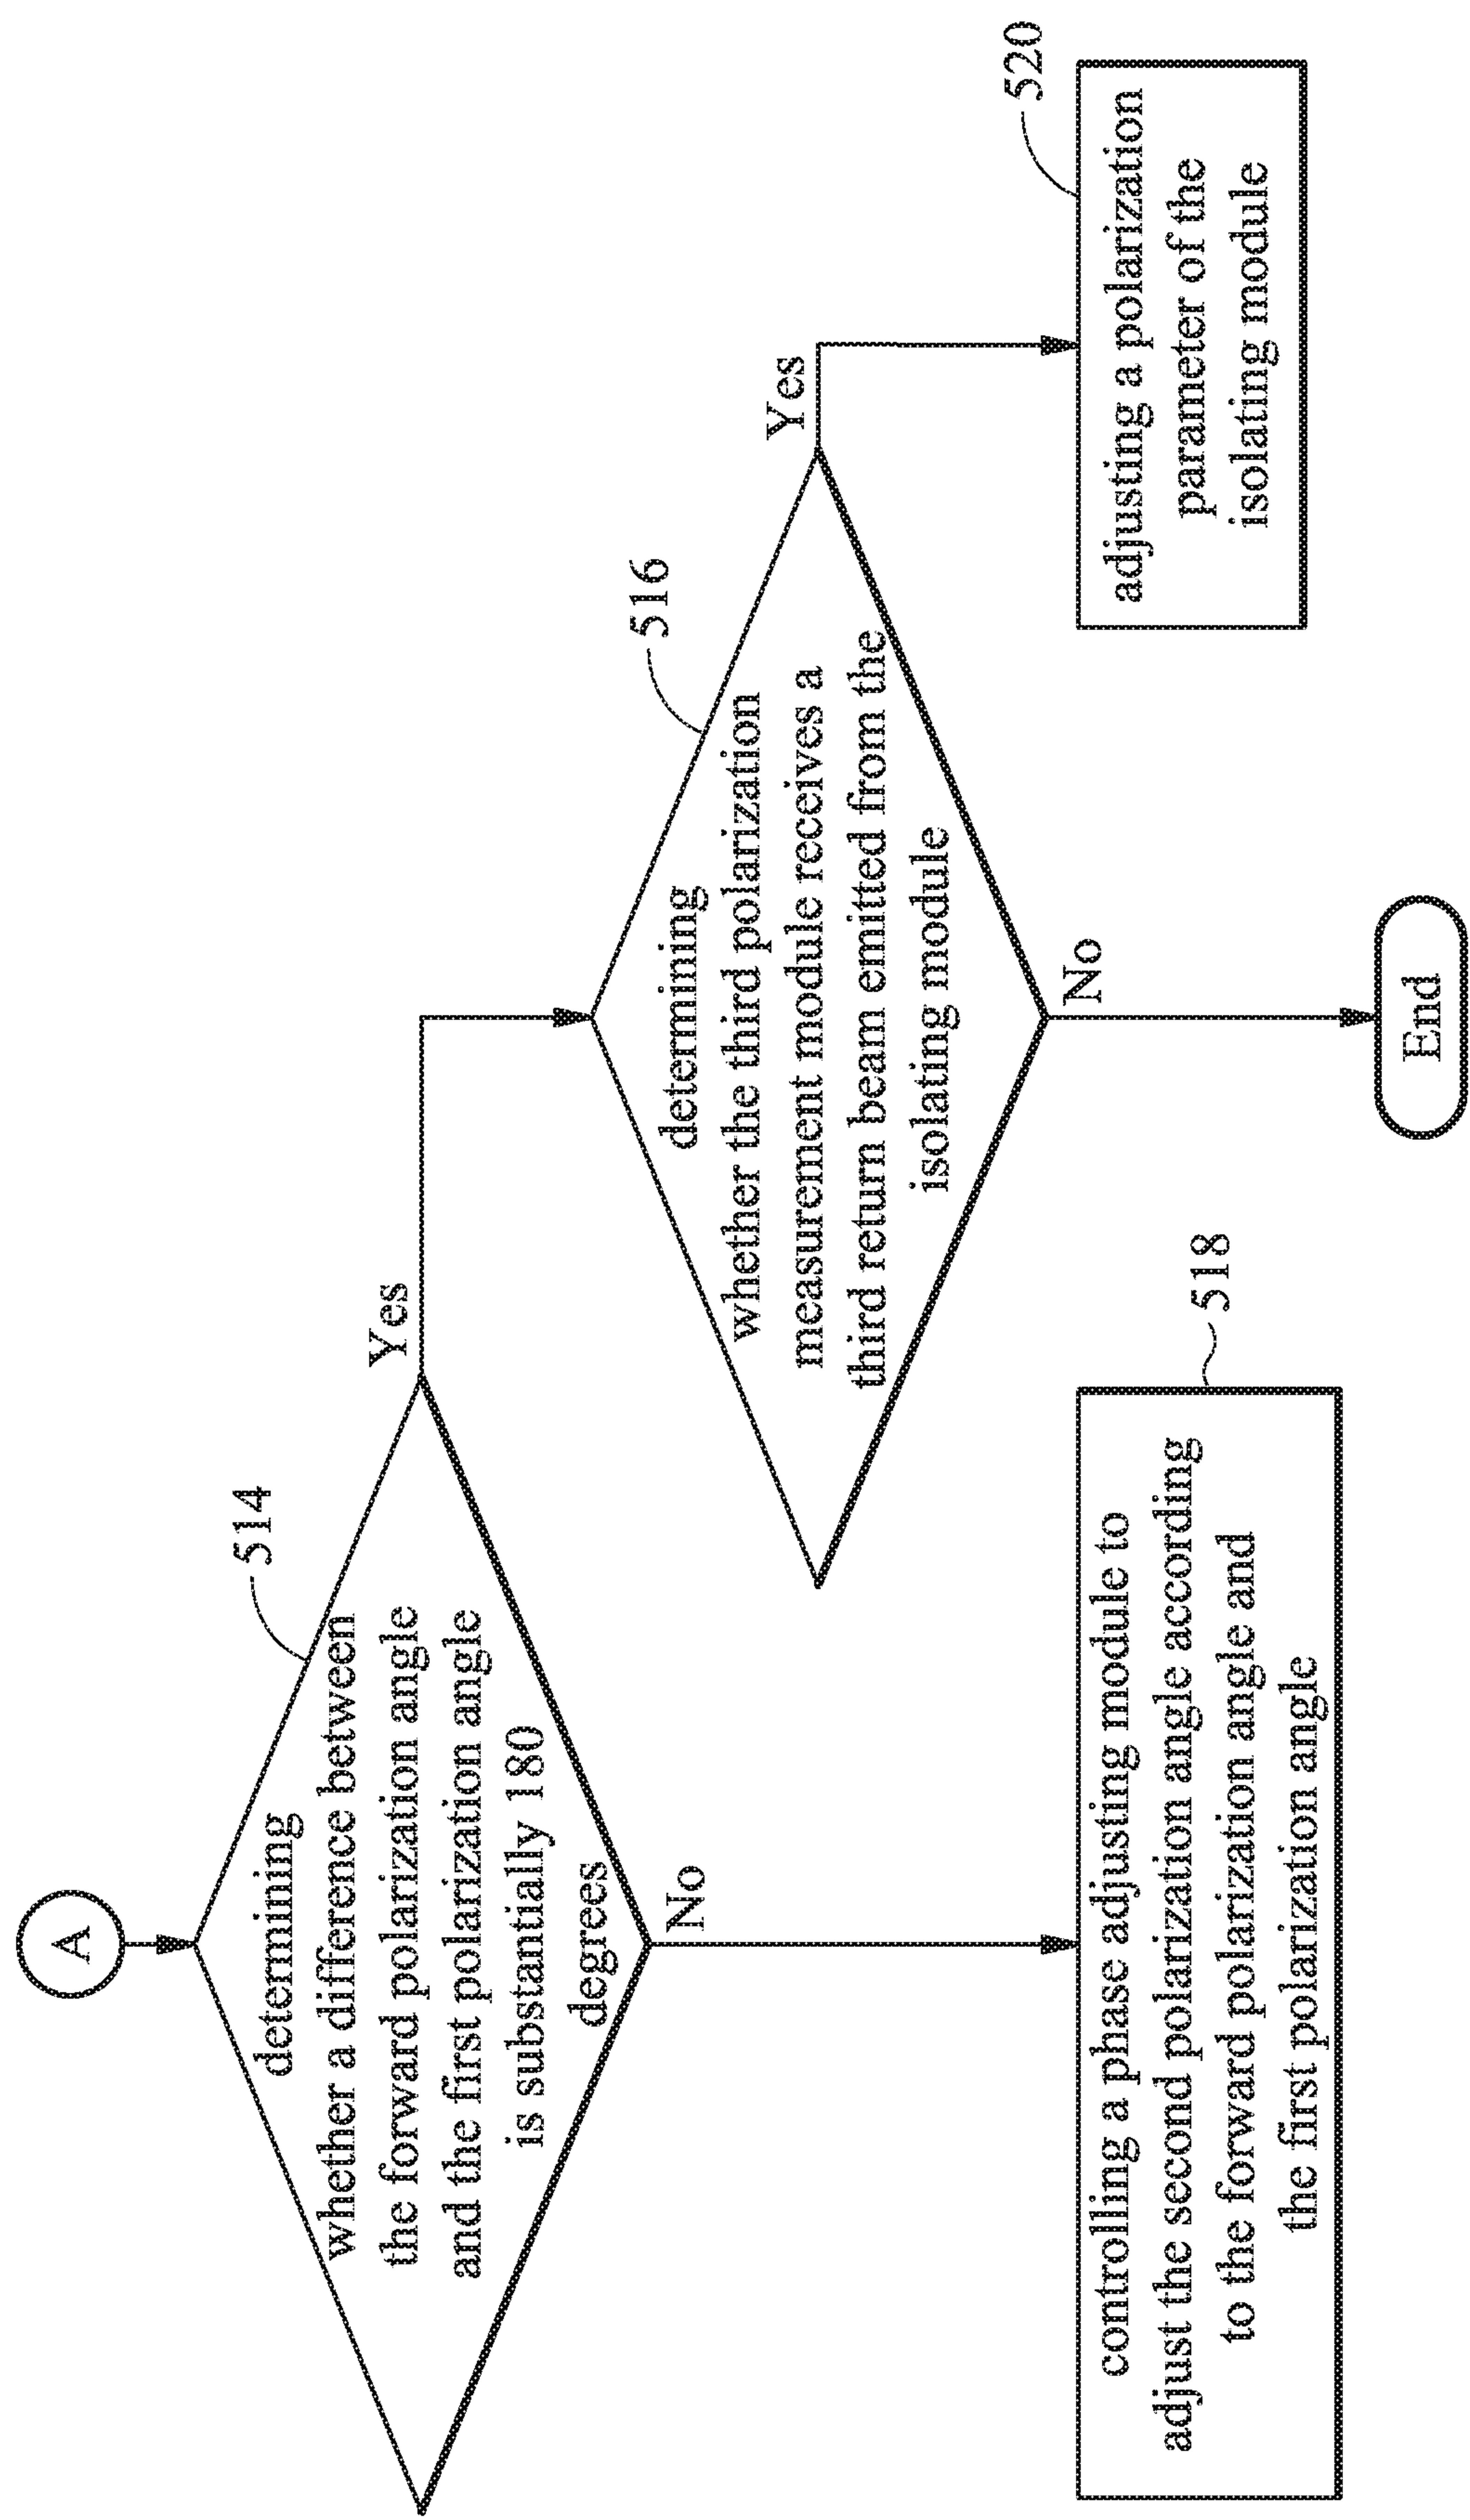 A
514
determining
whether a difference between
the forward polarization angle
and the first polarization angle
is substantially 180
degrees
Yes
No
516
determining
whether the third polarization
measurement module receives a
third return beam emitted from the
isolating module
Yes
No
518
controlling a phase adjusting module to
adjust the second polarization angle according
to the forward polarization angle and
the first polarization angle
520
adjusting a polarization
parameter of the
isolating module
End